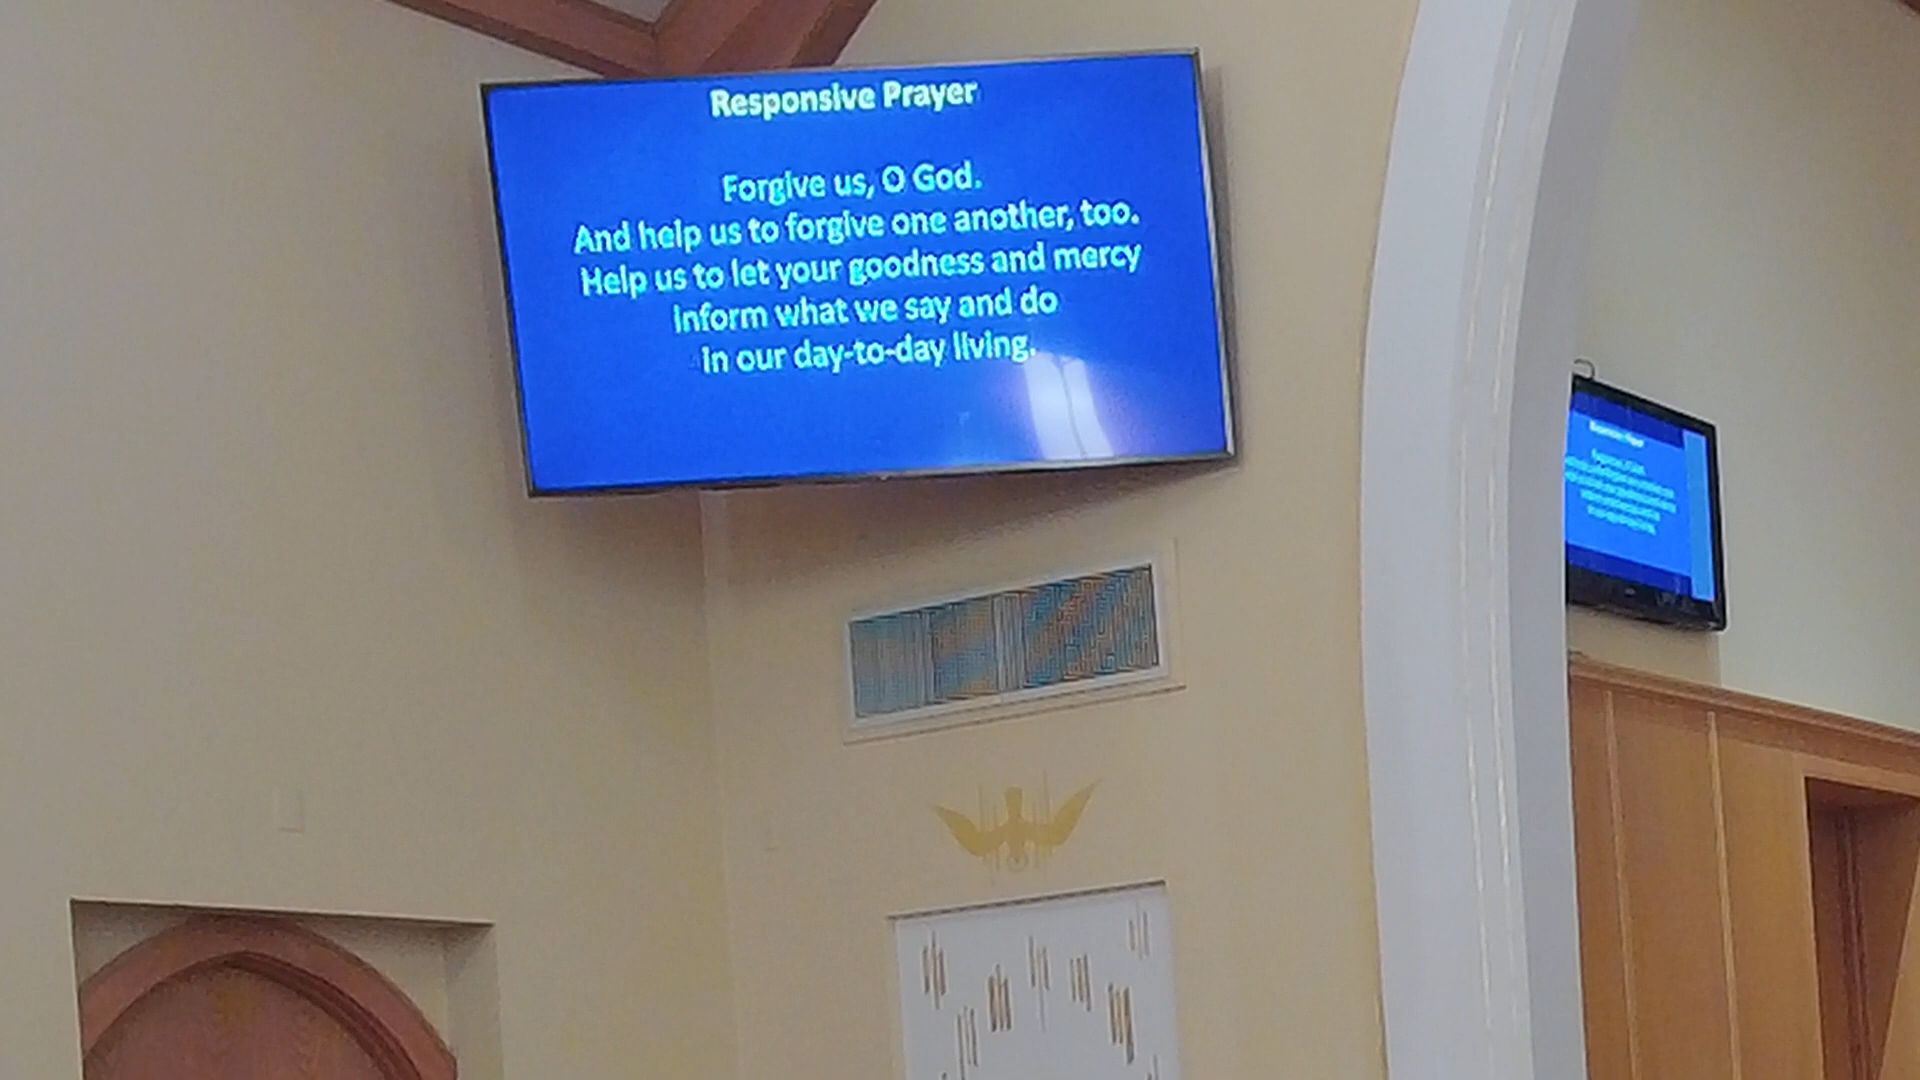 Responsive Prayer
Forgive us, O God.
And help us to forgive one another, too.
Help us to let your goodness and mercy
inform what we say and do
in our day-to-day living.